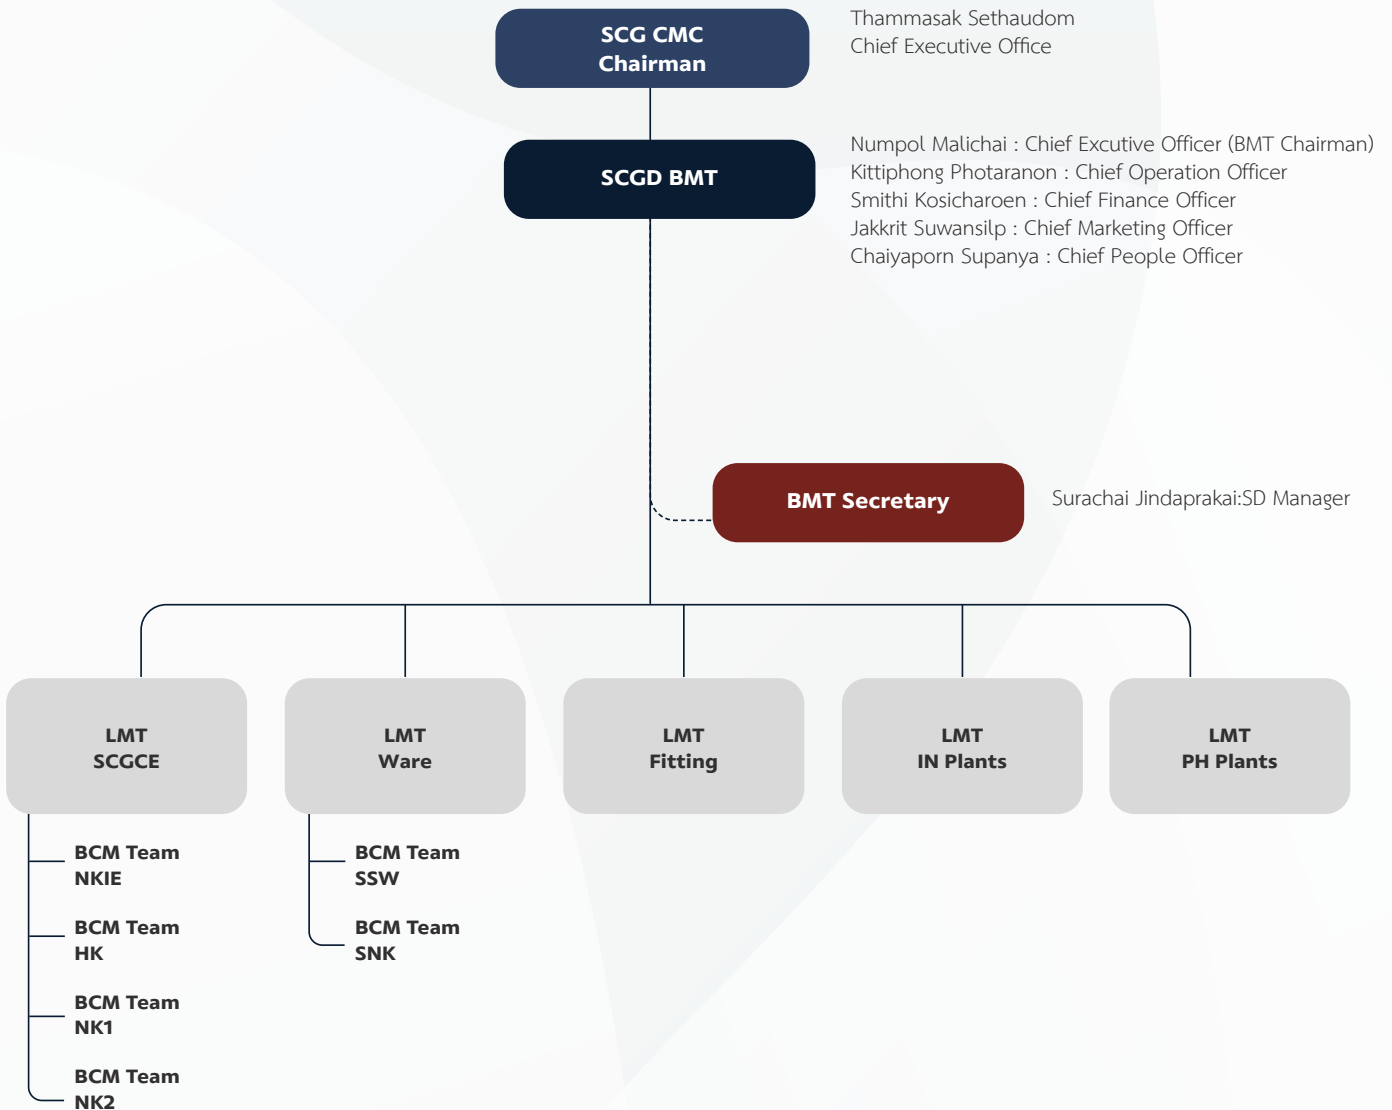 SCG CMC
Chairman
Thammasak Sethaudom
Chief Executive Office
SCGD BMT
Numpol Malichai : Chief Excutive Officer (BMT Chairman)
Kittiphong Photaranon : Chief Operation Officer
Smithi Kosicharoen : Chief Finance Officer
Jakkrit Suwansilp : Chief Marketing Officer
Chaiyaporn Supanya : Chief People Officer
BMT Secretary
Surachai Jindaprakai:SD Manager
LMT
SCGCE
LMT
Ware
LMT
Fitting
LMT
IN Plants
LMT
PH Plants
BCM Team
NKIE
BCM Team
HK
BCM Team
NK1
BCM Team
NK2
BCM Team
SSW
BCM Team
SNK